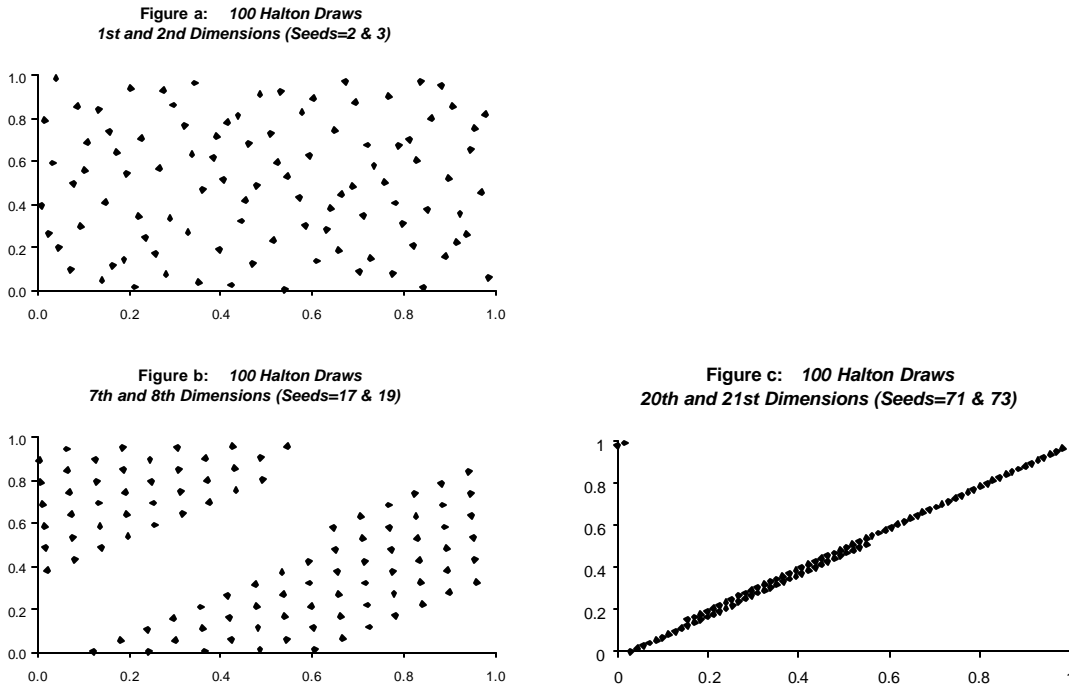 Figure a: 100 Halton Draws
1st and 2nd Dimensions (Seeds=2 & 3)
1.0
0.8
0.6
0.4
0.2
0.0
0.0 0.2 0.4 0.6 0.8 1.0
Figure b: 100 Halton Draws
7th and 8th Dimensions (Seeds=17 & 19)
1.0
0.8
0.6
0.4
0.2
0.0
0.0 0.2 0.4 0.6 0.8 1.0
Figure c: 100 Halton Draws
20th and 21st Dimensions (Seeds=71 & 73)
1
0.8
0.6
0.4
0.2
0
0 0.2 0.4 0.6 0.8 1